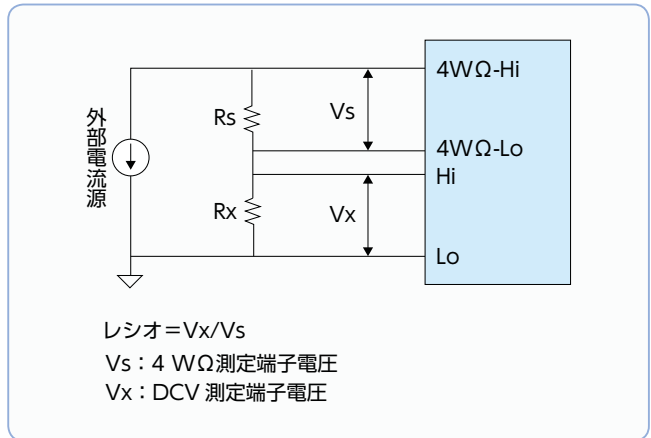 4WΩ-Hi
Rs
Vs
外部電流源
4WΩ-Lo
Hi
Rx
Vx
Lo
レシオ＝Vx/Vs
Vs：4 WΩ測定端子電圧
Vx：DCV 測定端子電圧